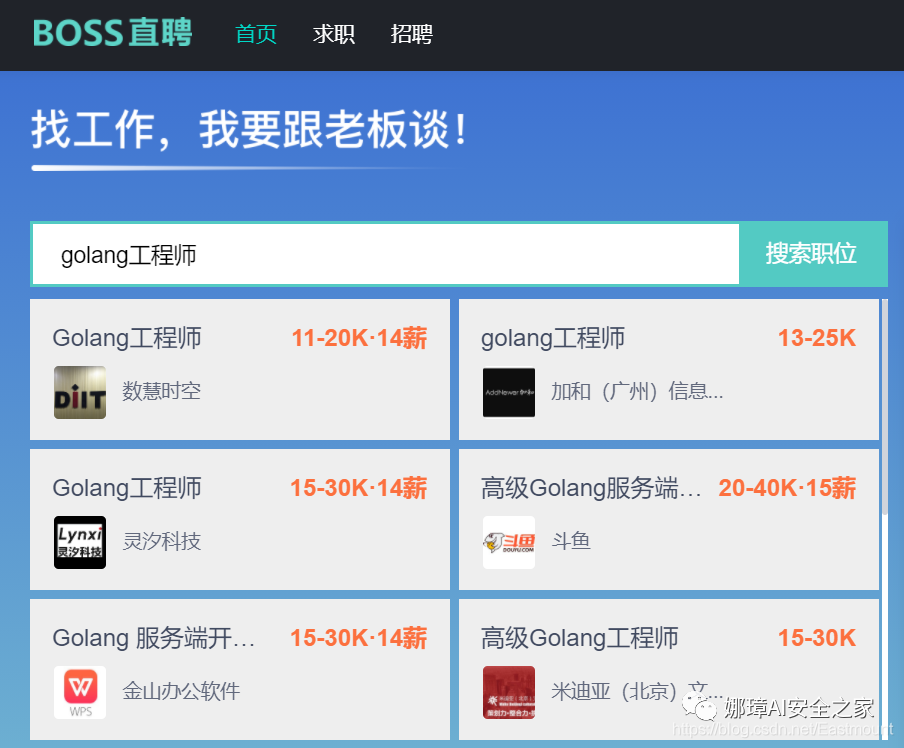 BOSS直聘 首页 求职 招聘
找工作，我要跟老板谈！
golang工程师 搜索职位
Golang工程师 11-20K·14薪
DIIT 数慧时空
golang工程师 13-25K
加和（广州）信息...
Golang工程师 15-30K·14薪
Lynxi
灵汐科技 灵汐科技
高级Golang服务端... 20-40K·15薪
斗鱼
DOUYU.COM 斗鱼
Golang 服务端开... 15-30K·14薪
W
WPS 金山办公软件
高级Golang工程师 15-30K
米迪亚（北京）文...
娜璋AI安全之家
https://blog.csdn.net/Eastmount